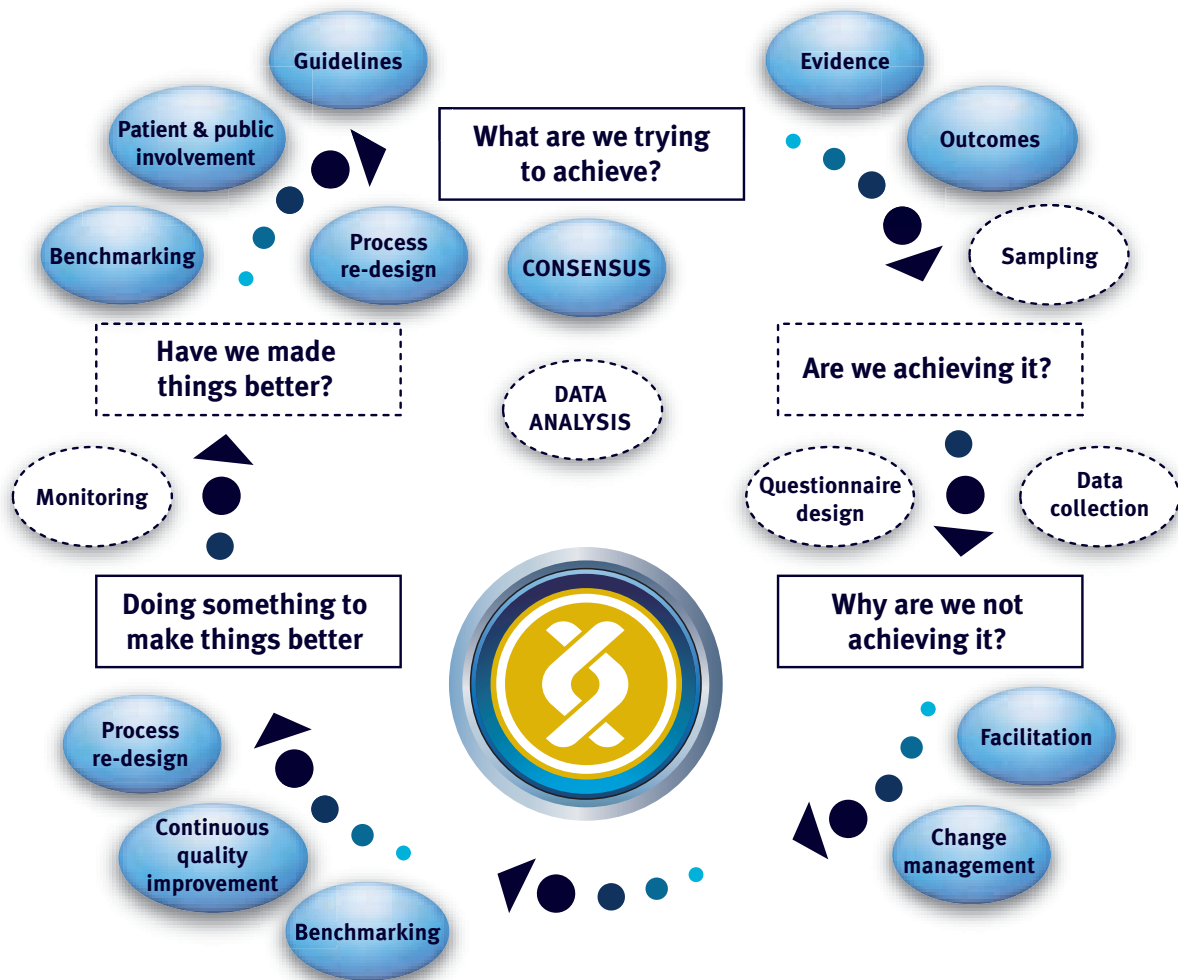 Guidelines
Evidence
Patient & public
involvement
What are we trying
to achieve?
Outcomes
Benchmarking
Process
re-design
CONSENSUS
Sampling
Have we made
things better?
DATA
ANALYSIS
Are we achieving it?
Monitoring
Questionnaire
design
Data
collection
Doing something to
make things better
Why are we not
achieving it?
Process
re-design
Facilitation
Continuous
quality
improvement
Change
management
Benchmarking